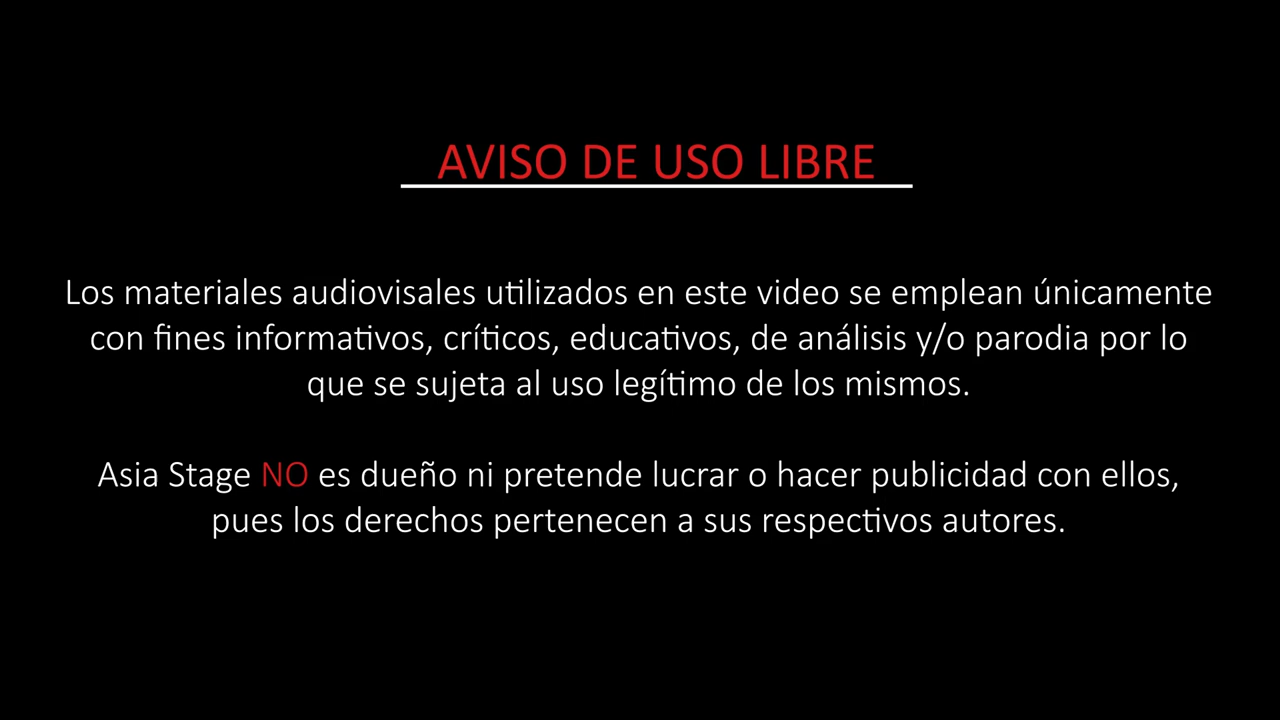 AVISO DE USO LIBRE
Los materiales audiovisales utilizados en este video se emplean únicamente
con fines informativos, críticos, educativos, de análisis y/o parodia por lo
que se sujeta al uso legítimo de los mismos.
Asia Stage NO es dueño ni pretende lucrar o hacer publicidad con ellos,
pues los derechos pertenecen a sus respectivos autores.